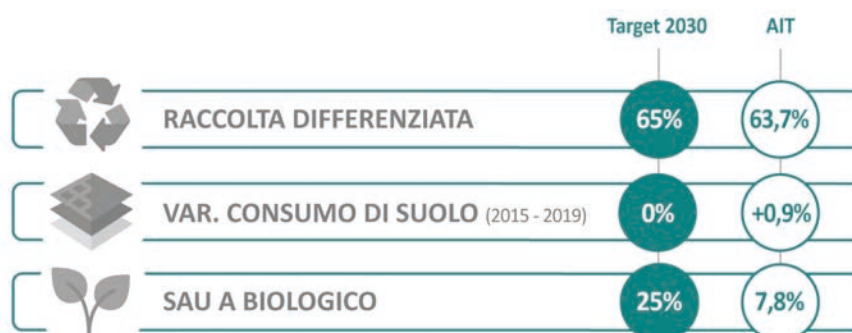 Target 2030 AIT
RACCOLTA DIFFERENZIATA 65% 63,7%
VAR. CONSUMO DI SUOLO (2015 - 2019) 0% +0,9%
SAU A BIOLOGICO 25% 7,8%